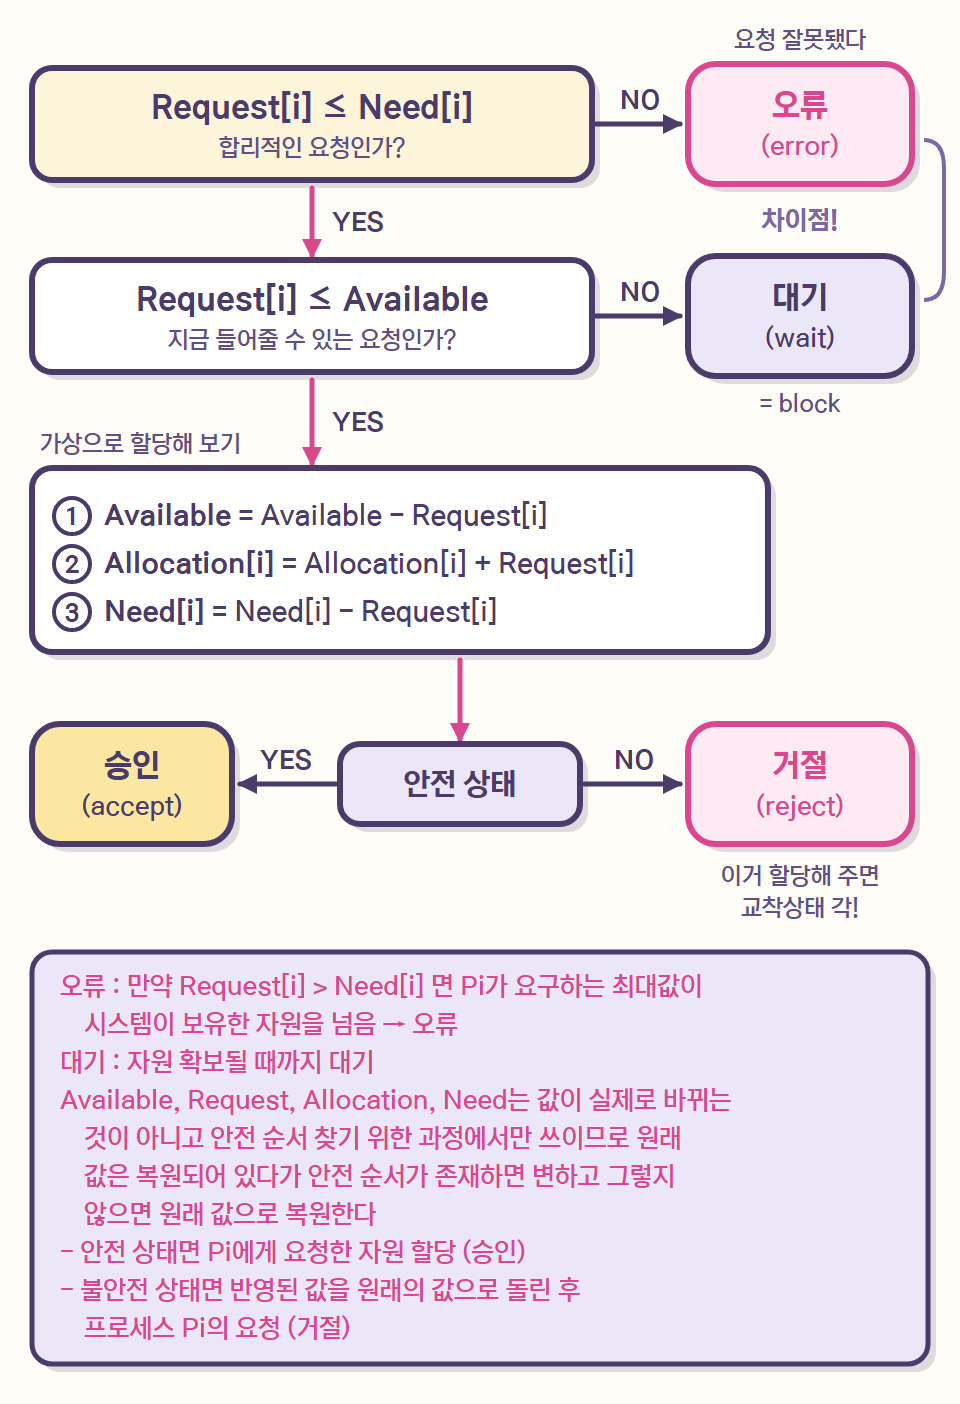 요청 잘못됐다
Request[i] ≤ Need[i]
합리적인 요청인가?
NO
오류
(error)
YES
차이점!
Request[i] ≤ Available
지금 들어줄 수 있는 요청인가?
NO
대기
(wait)
= block
YES
가상으로 할당해 보기
① Available = Available − Request[i]
② Allocation[i] = Allocation[i] + Request[i]
③ Need[i] = Need[i] − Request[i]
승인
(accept)
YES
안전 상태
NO
거절
(reject)
이거 할당해 주면
교착상태 각!
오류 : 만약 Request[i] > Need[i] 면 Pi가 요구하는 최대값이
시스템이 보유한 자원을 넘음 → 오류
대기 : 자원 확보될 때까지 대기
Available, Request, Allocation, Need는 값이 실제로 바뀌는
것이 아니고 안전 순서 찾기 위한 과정에서만 쓰이므로 원래
값은 복원되어 있다가 안전 순서가 존재하면 변하고 그렇지
않으면 원래 값으로 복원한다
− 안전 상태면 Pi에게 요청한 자원 할당 (승인)
− 불안전 상태면 반영된 값을 원래의 값으로 돌린 후
프로세스 Pi의 요청 (거절)